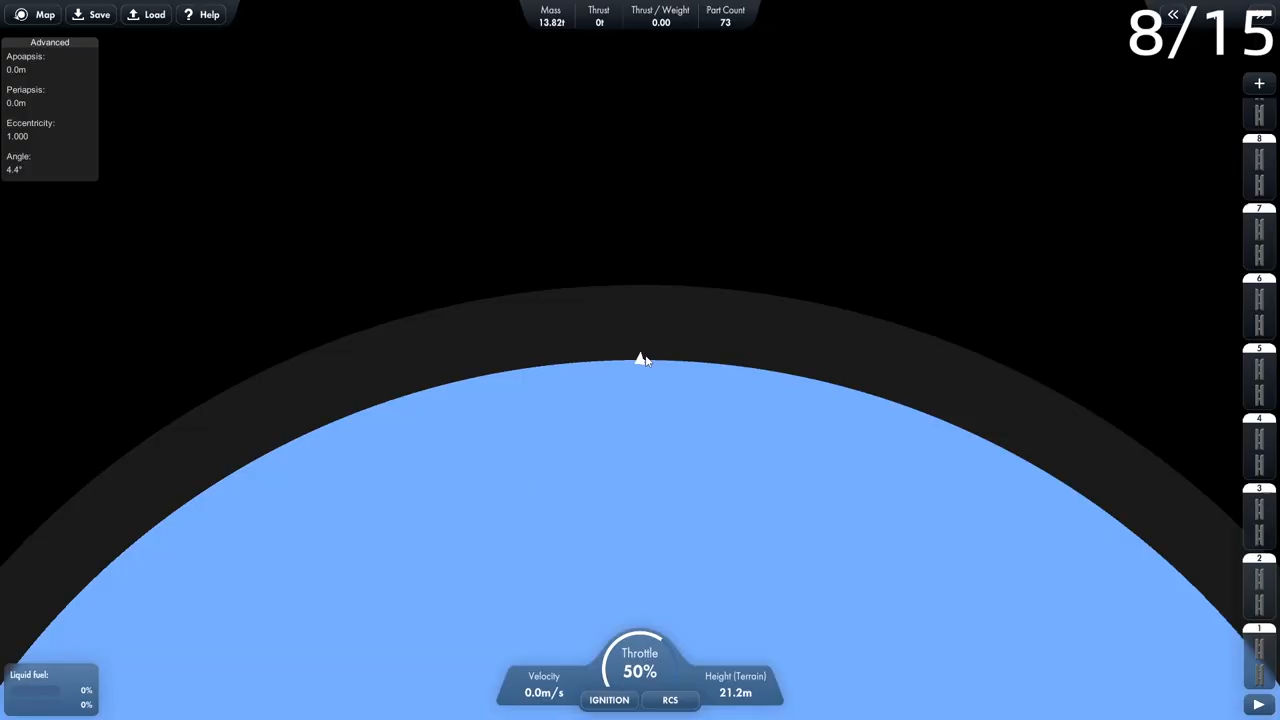 Map
Save
Load
Help
Mass
13.82t
Thrust
0t
Thrust / Weight
0.00
Part Count
73
8/15
Advanced
Apoapsis:
0.0m
Periapsis:
0.0m
Eccentricity:
1.000
Angle:
4.4°
8
7
6
5
4
3
2
1
Liquid fuel:
0%
0%
Throttle
50%
Velocity
0.0m/s
Height (Terrain)
21.2m
IGNITION
RCS